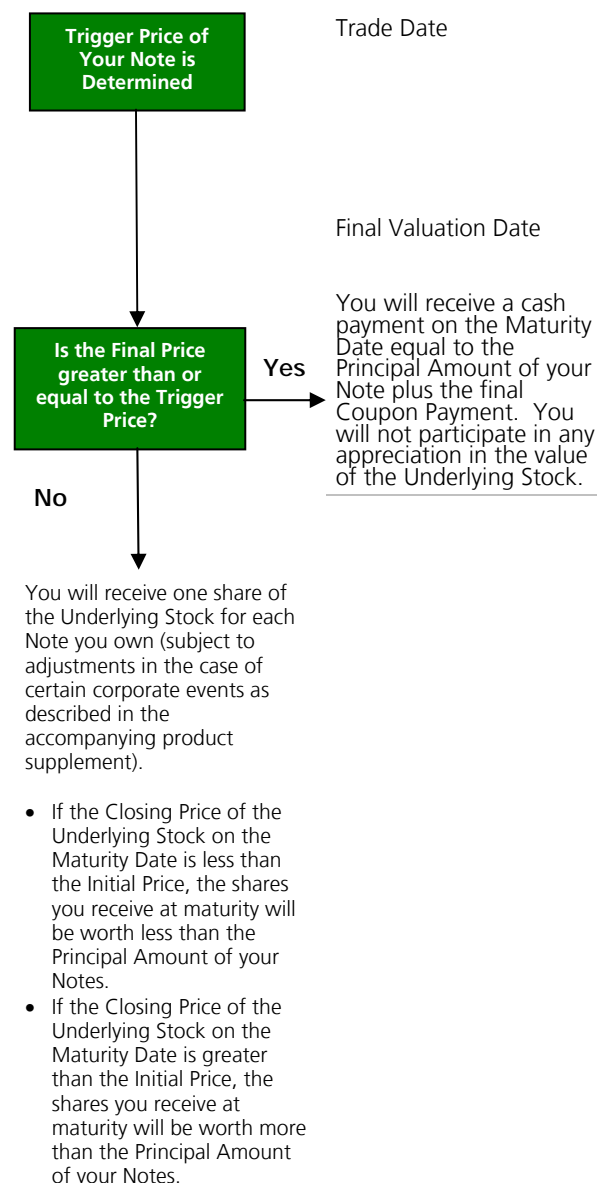 Trigger Price of
Your Note is
Determined
Trade Date
Final Valuation Date
Is the Final Price
greater than or
equal to the Trigger
Price?
Yes
You will receive a cash
payment on the Maturity
Date equal to the
Principal Amount of your
Note plus the final
Coupon Payment.  You
will not participate in any
appreciation in the value
of the Underlying Stock.
No
You will receive one share of
the Underlying Stock for each
Note you own (subject to
adjustments in the case of
certain corporate events as
described in the
accompanying product
supplement).
• If the Closing Price of the
Underlying Stock on the
Maturity Date is less than
the Initial Price, the shares
you receive at maturity will
be worth less than the
Principal Amount of your
Notes.
• If the Closing Price of the
Underlying Stock on the
Maturity Date is greater
than the Initial Price, the
shares you receive at
maturity will be worth more
than the Principal Amount
of your Notes.